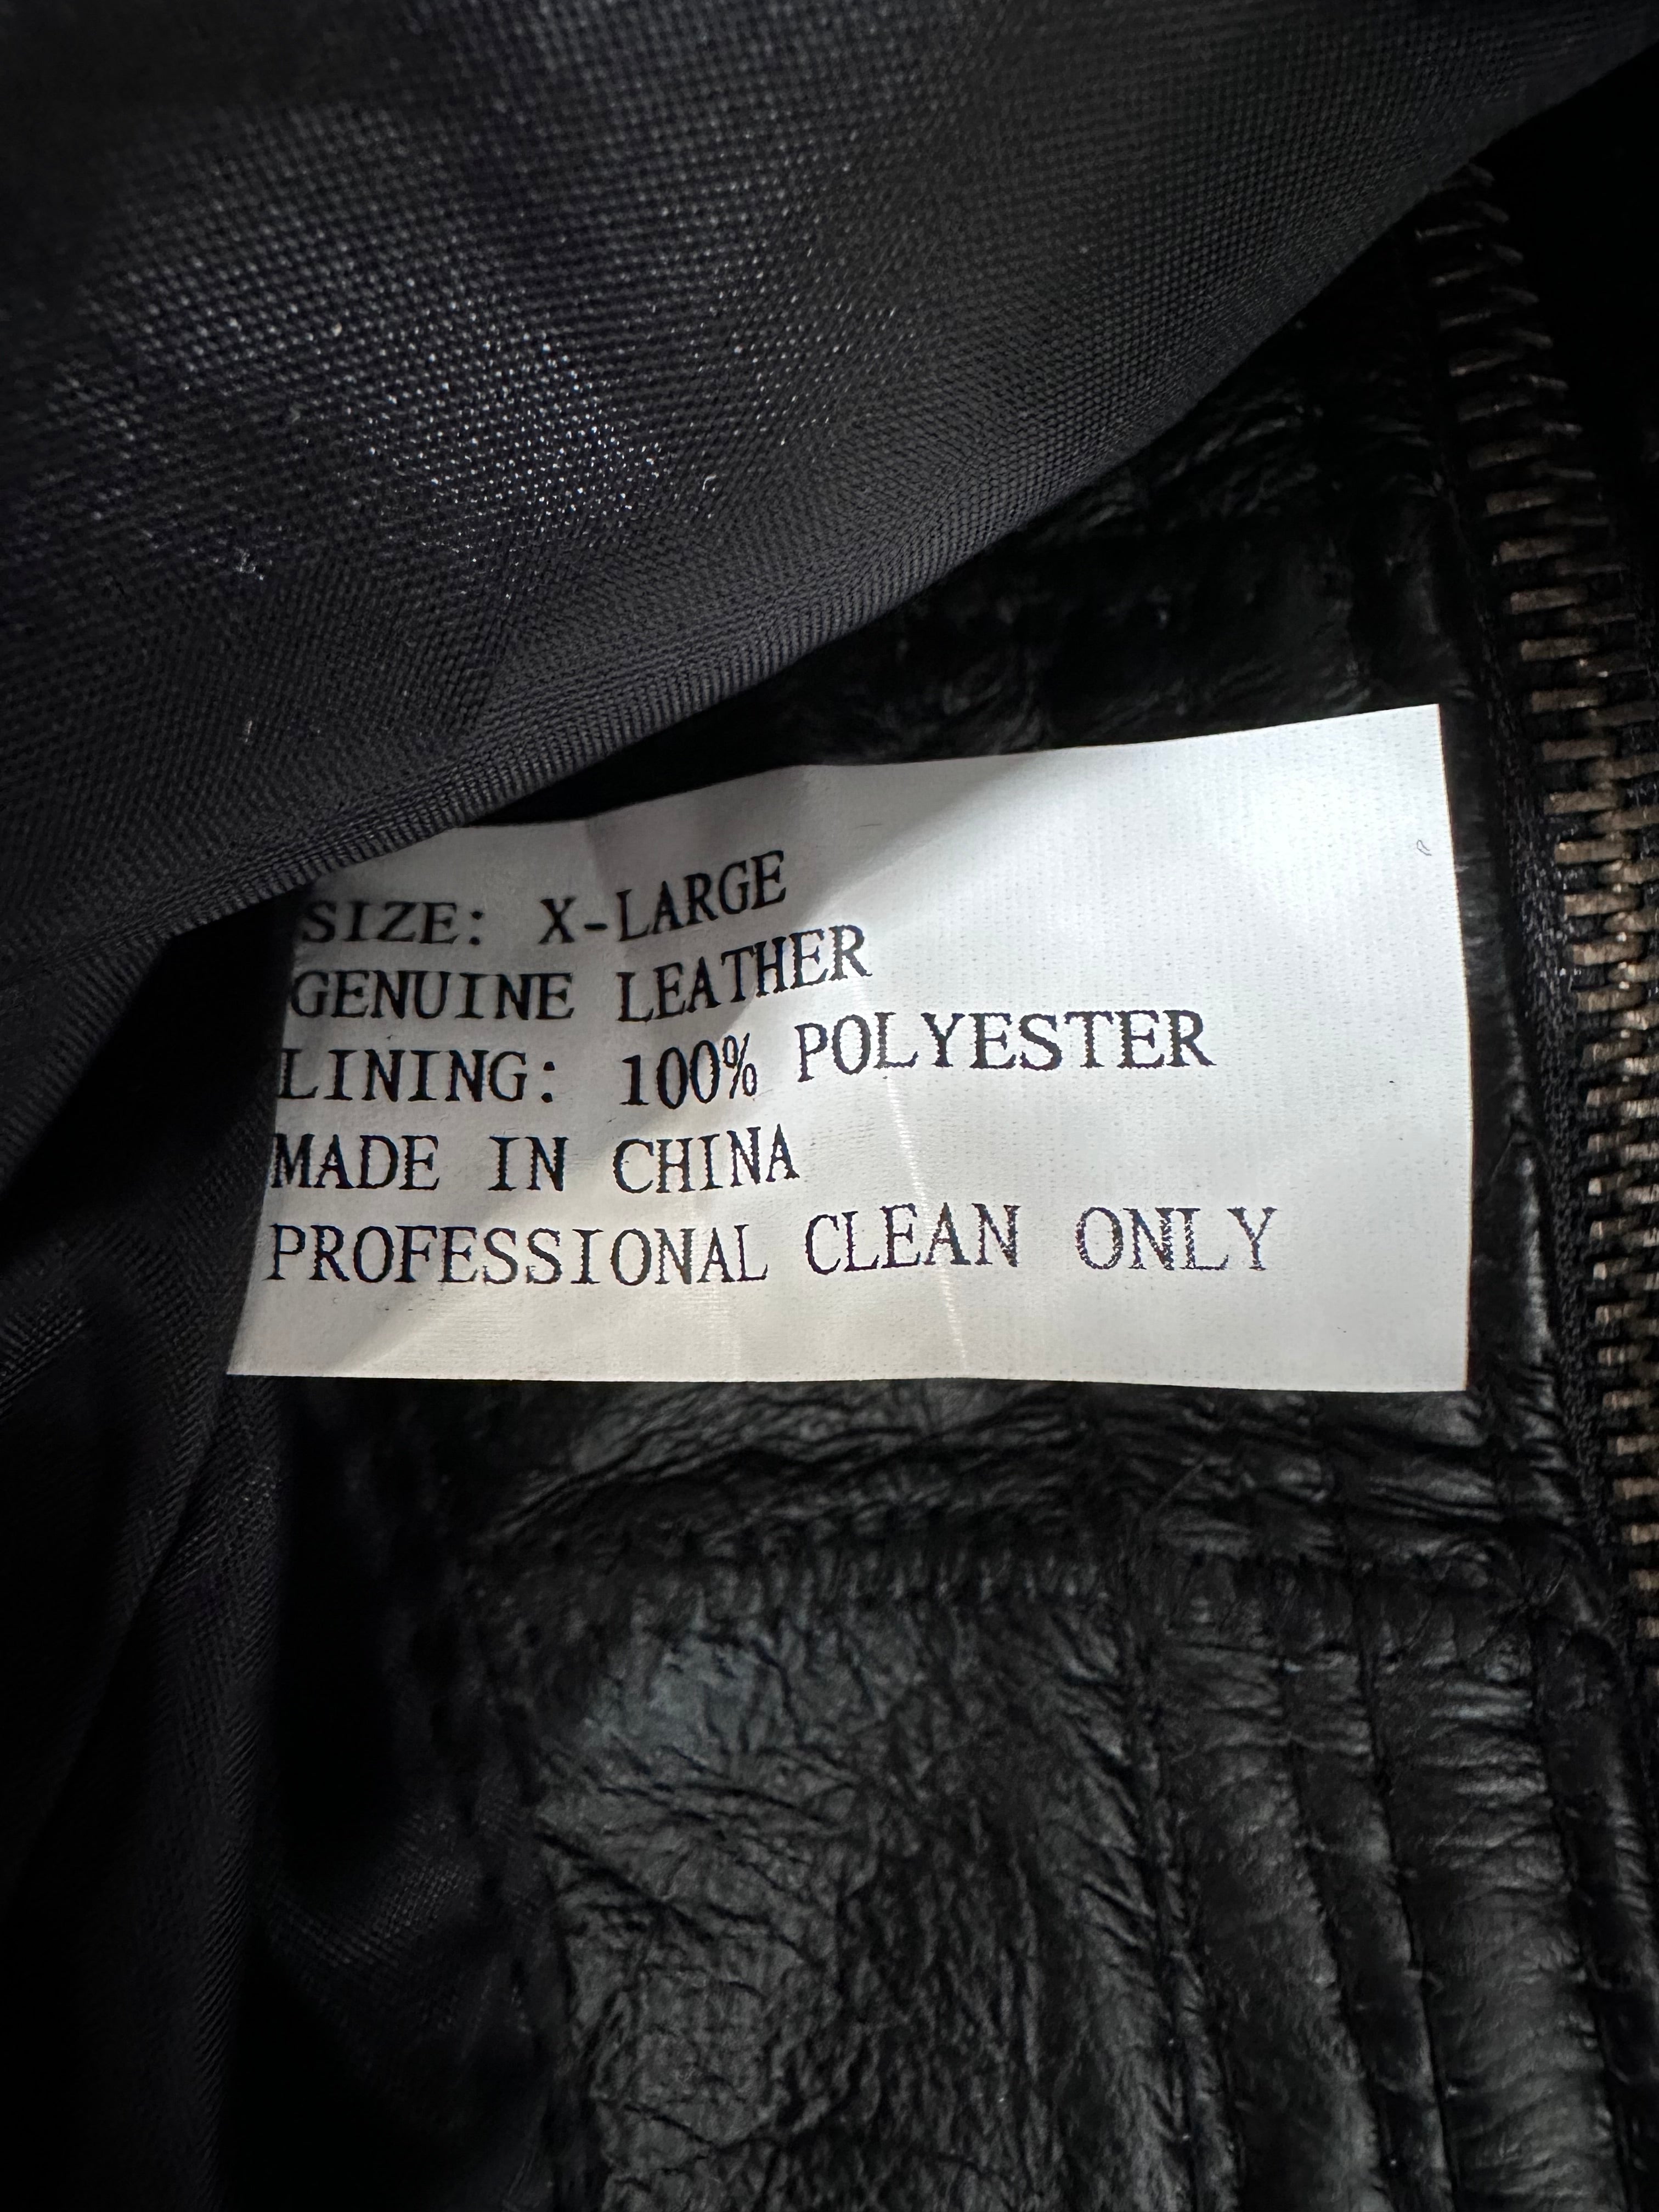 SIZE: X-LARGE
GENUINE LEATHER
LINING: 100% POLYESTER
MADE IN CHINA
PROFESSIONAL CLEAN ONLY